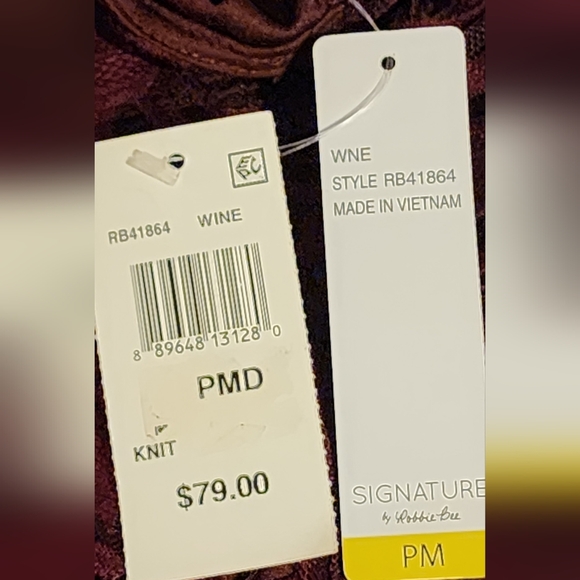 RB41864 WINE
8 89648 13128 0
PMD
KNIT
$79.00
WNE
STYLE RB41864
MADE IN VIETNAM
SIGNATURE
by Robbie Bee
PM